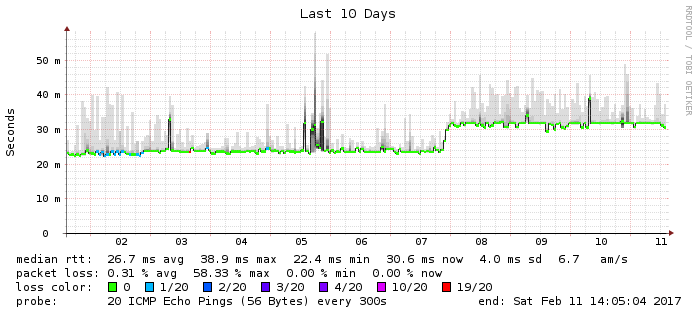 Last 10 Days
RRDTOOL / TOBI OETIKER
Seconds
50 m
40 m
30 m
20 m
10 m
0
02 03 04 05 06 07 08 09 10 11
median rtt: 26.7 ms avg 38.9 ms max 22.4 ms min 30.6 ms now 4.0 ms sd 6.7 am/s
packet loss: 0.31 % avg 58.33 % max 0.00 % min 0.00 % now
loss color: 0 1/20 2/20 3/20 4/20 10/20 19/20
probe: 20 ICMP Echo Pings (56 Bytes) every 300s end: Sat Feb 11 14:05:04 2017